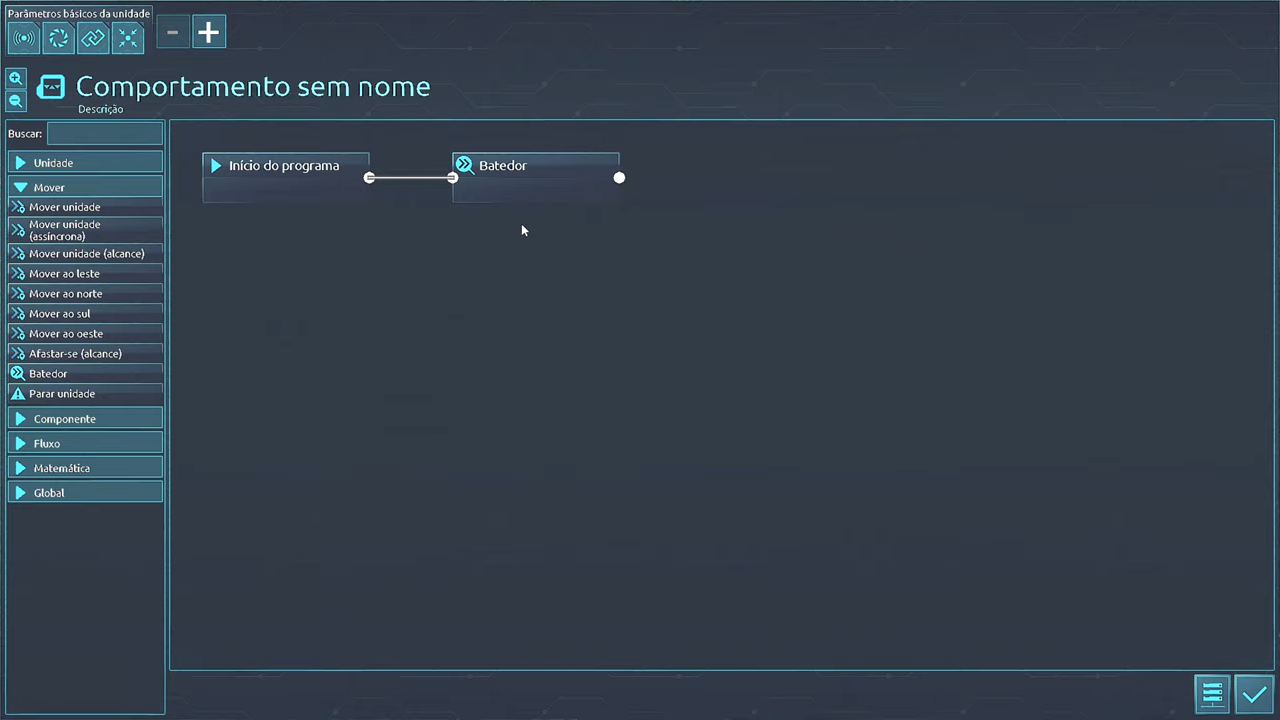 Parâmetros básicos da unidade
Comportamento sem nome
Descrição
Buscar:
Unidade
Mover
Mover unidade
Mover unidade
(assíncrona)
Mover unidade (alcance)
Mover ao leste
Mover ao norte
Mover ao sul
Mover ao oeste
Afastar-se (alcance)
Batedor
Parar unidade
Componente
Fluxo
Matemática
Global
Início do programa
Batedor